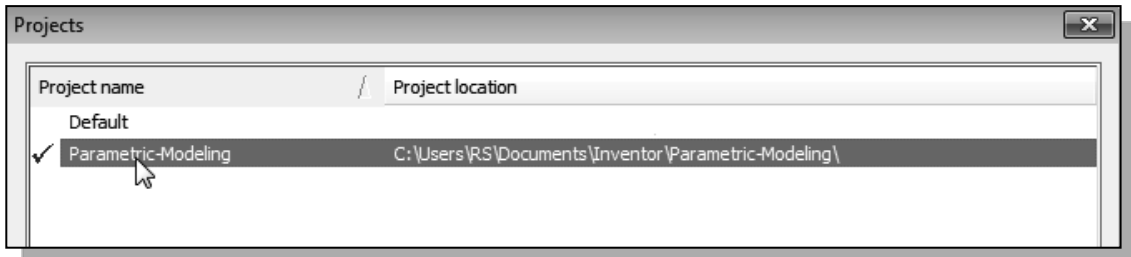 Projects
Project name Project location
Default
Parametric-Modeling C:\Users\RS\Documents\Inventor\Parametric-Modeling\